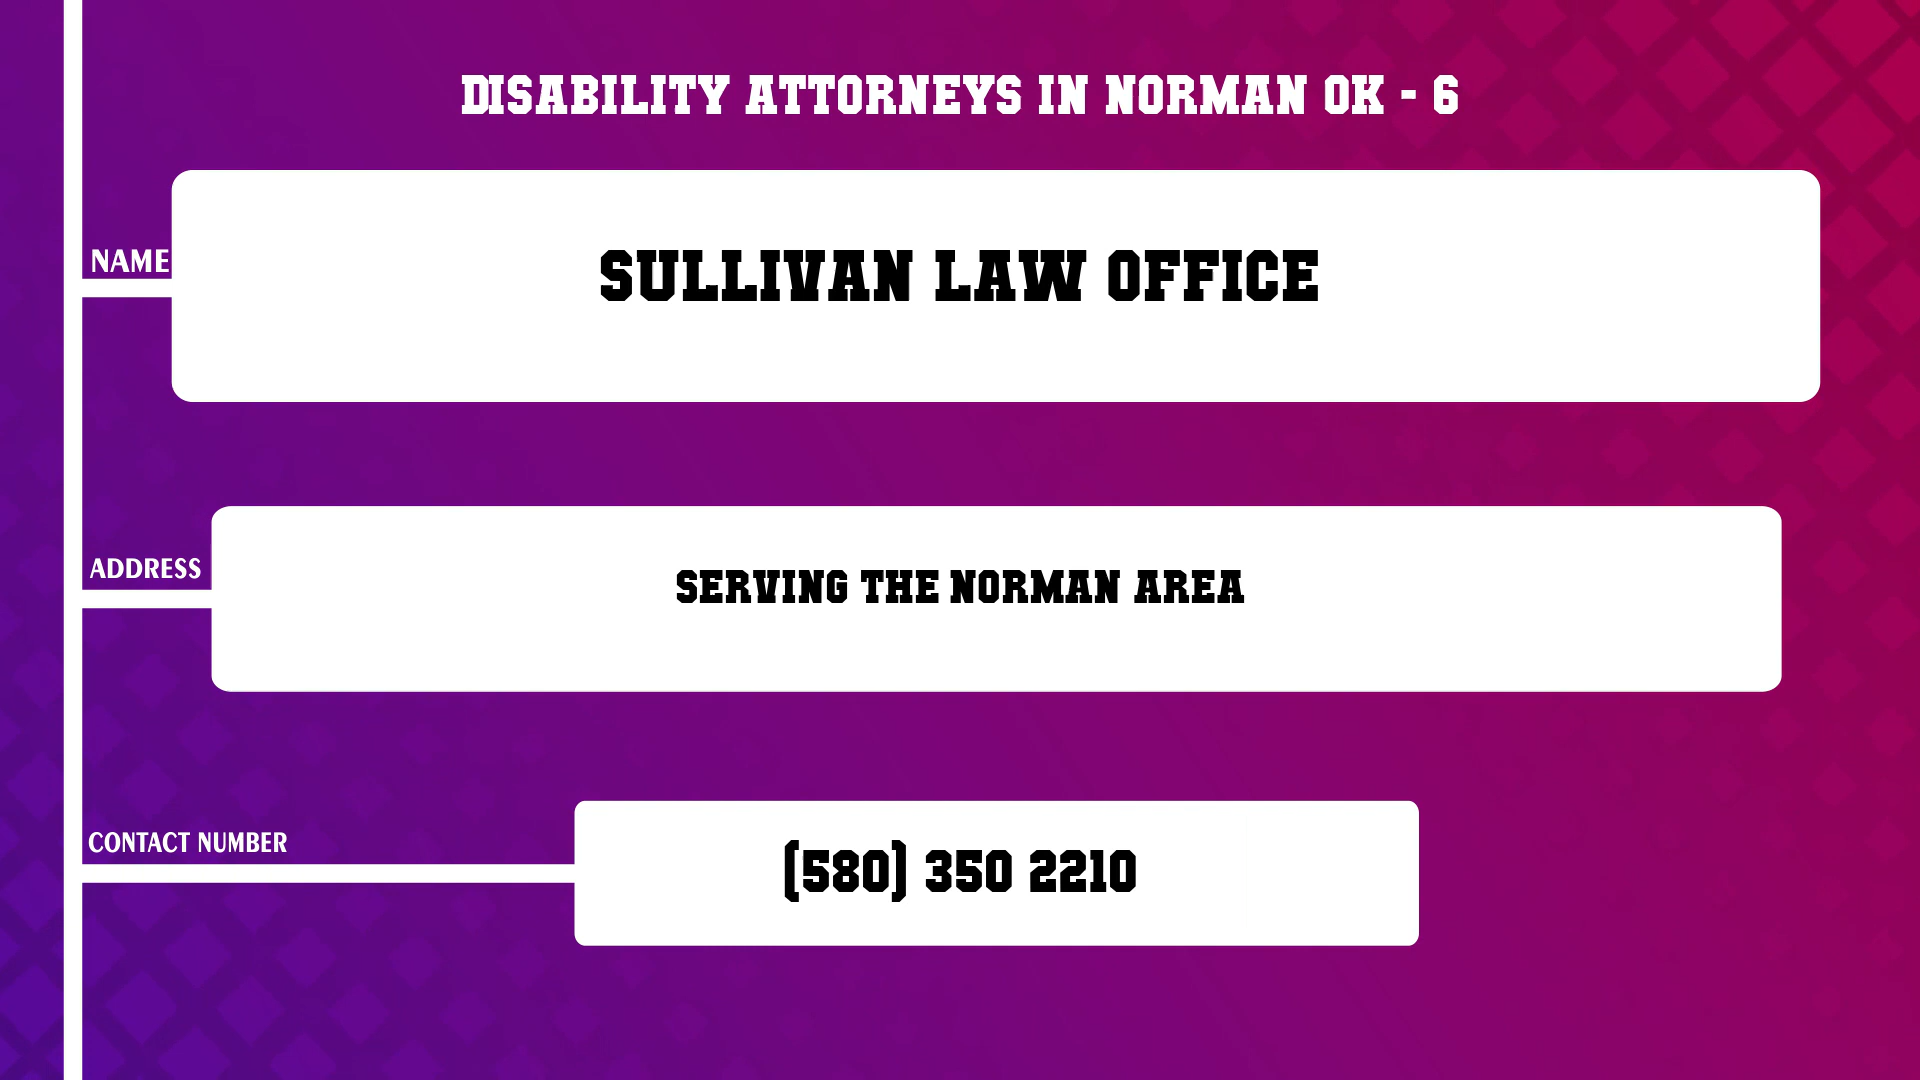 DISABILITY ATTORNEYS IN NORMAN OK - 6
NAME
SULLIVAN LAW OFFICE
ADDRESS
SERVING THE NORMAN AREA
CONTACT NUMBER
(580) 350 2210